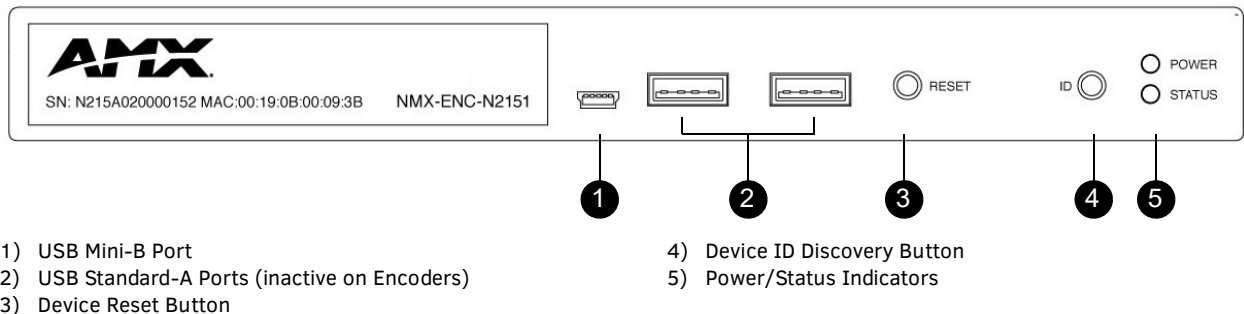 AMX
SN: N215A020000152 MAC:00:19:0B:00:09:3B NMX-ENC-N2151
RESET
ID
POWER
STATUS
1 2 3 4 5
1) USB Mini-B Port
2) USB Standard-A Ports (inactive on Encoders)
3) Device Reset Button
4) Device ID Discovery Button
5) Power/Status Indicators